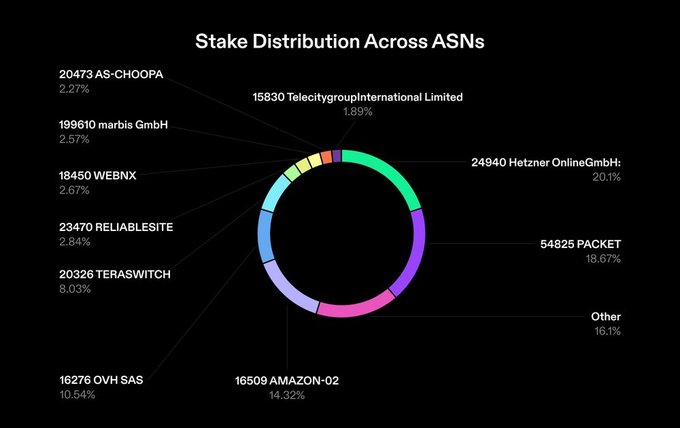 Stake Distribution Across ASNs
20473 AS-CHOOPA
2.27%
15830 TelecitygroupInternational Limited
1.89%
199610 marbis GmbH
2.57%
24940 Hetzner OnlineGmbH:
20.1%
18450 WEBNX
2.67%
23470 RELIABLESITE
2.84%
54825 PACKET
18.67%
20326 TERASWITCH
8.03%
Other
16.1%
16276 OVH SAS
10.54%
16509 AMAZON-02
14.32%